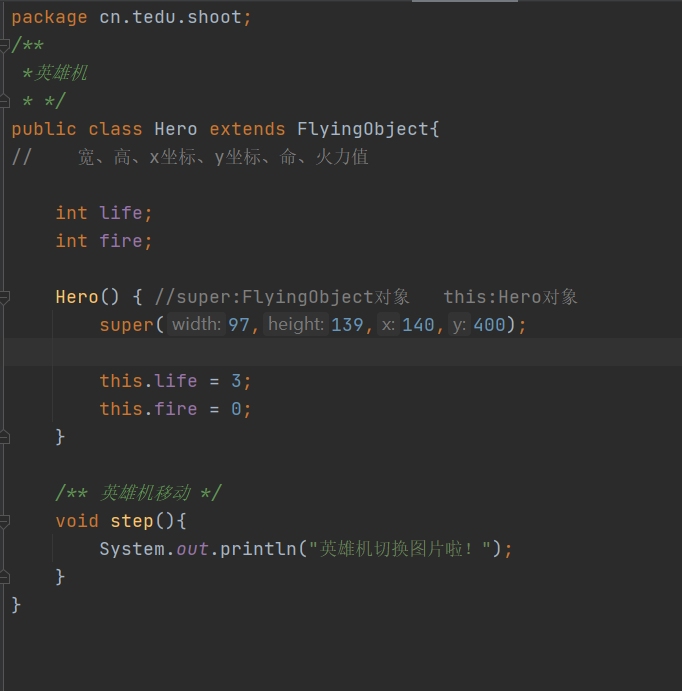 package cn.tedu.shoot;
/**
*英雄机
* */
public class Hero extends FlyingObject{
// 宽、高、x坐标、y坐标、命、火力值
int life;
int fire;
Hero() { //super:FlyingObject对象 this:Hero对象
super( width: 97, height: 139, x: 140, y: 400);
this.life = 3;
this.fire = 0;
}
/** 英雄机移动 */
void step(){
System.out.println("英雄机切换图片啦！");
}
}